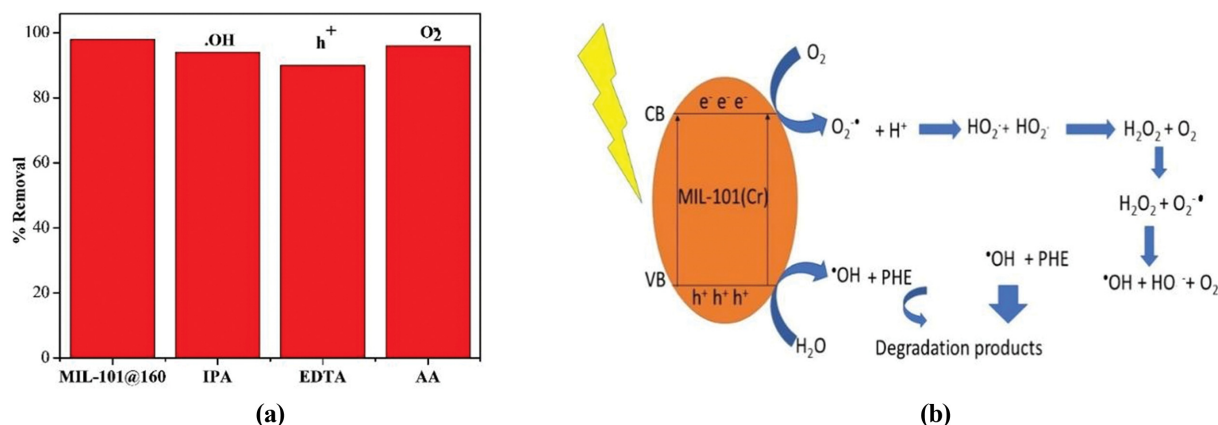 100
80
60
40
20
0
% Removal
.OH
h⁺
O₂⁻
MIL-101@160 IPA EDTA AA
(a)
O₂
CB
e⁻ e⁻ e⁻
O₂⁻• + H⁺
HO₂⁻+ HO₂·
H₂O₂ + O₂
MIL-101(Cr)
H₂O₂ + O₂⁻•
VB
h⁺ h⁺ h⁺
•OH + PHE
•OH + PHE
•OH + HO⁻ + O₂
H₂O
Degradation products
(b)